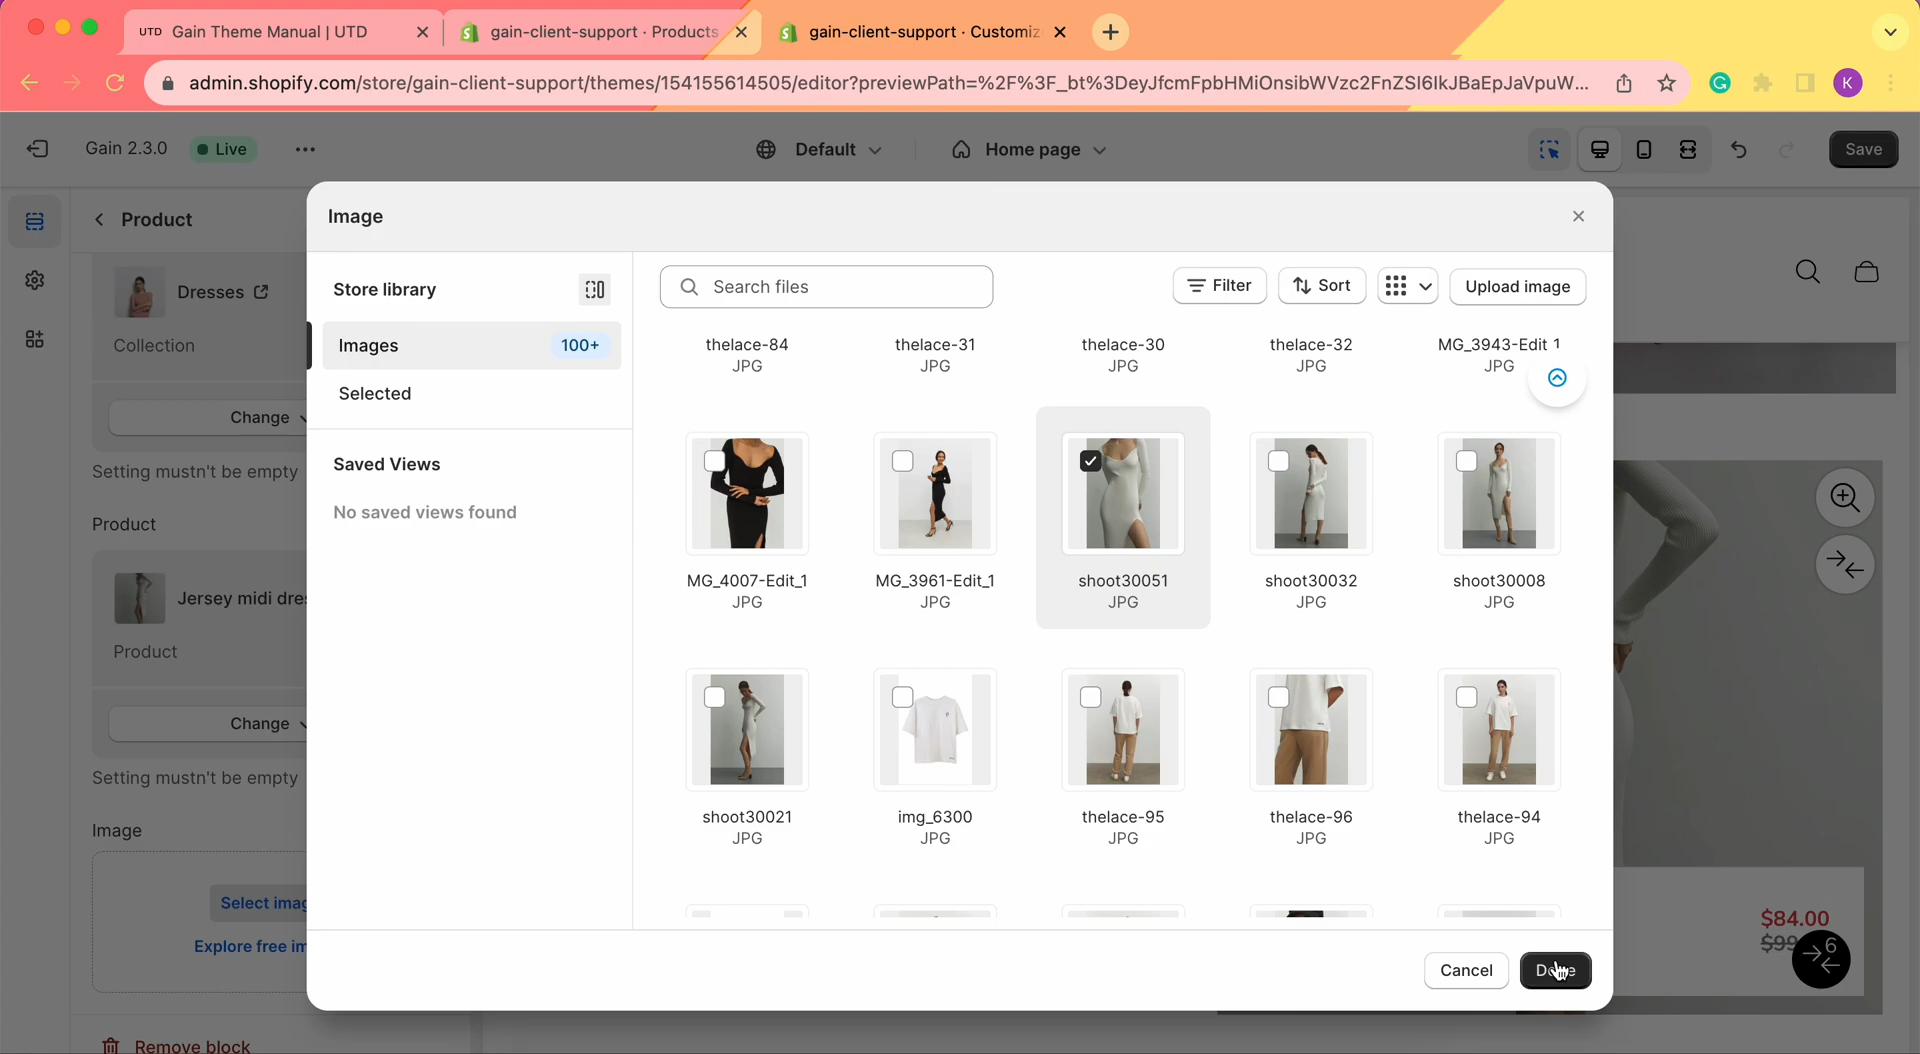 UTD Gain Theme Manual | UTD
gain-client-support · Products
gain-client-support · Customiz
admin.shopify.com/store/gain-client-support/themes/154155614505/editor?previewPath=%2F%3F_bt%3DeyJfcmFpbHMiOnsibWVzc2FnZSI6IkJBaEpJaVpuW...
K
Gain 2.3.0
Live
Default
Home page
Save
Product
Image
Dresses
Collection
Change
Setting mustn't be empty
Product
Jersey midi dre
Product
Change
Setting mustn't be empty
Image
Select imag
Explore free im
Remove block
Store library
Images 100+
Selected
Saved Views
No saved views found
Search files
Filter
Sort
Upload image
thelace-84 thelace-31 thelace-30 thelace-32 MG_3943-Edit 1
JPG JPG JPG JPG JPG
MG_4007-Edit_1 MG_3961-Edit_1 shoot30051 shoot30032 shoot30008
JPG JPG JPG JPG JPG
shoot30021 img_6300 thelace-95 thelace-96 thelace-94
JPG JPG JPG JPG JPG
Cancel
Done
$84.00
$99
6